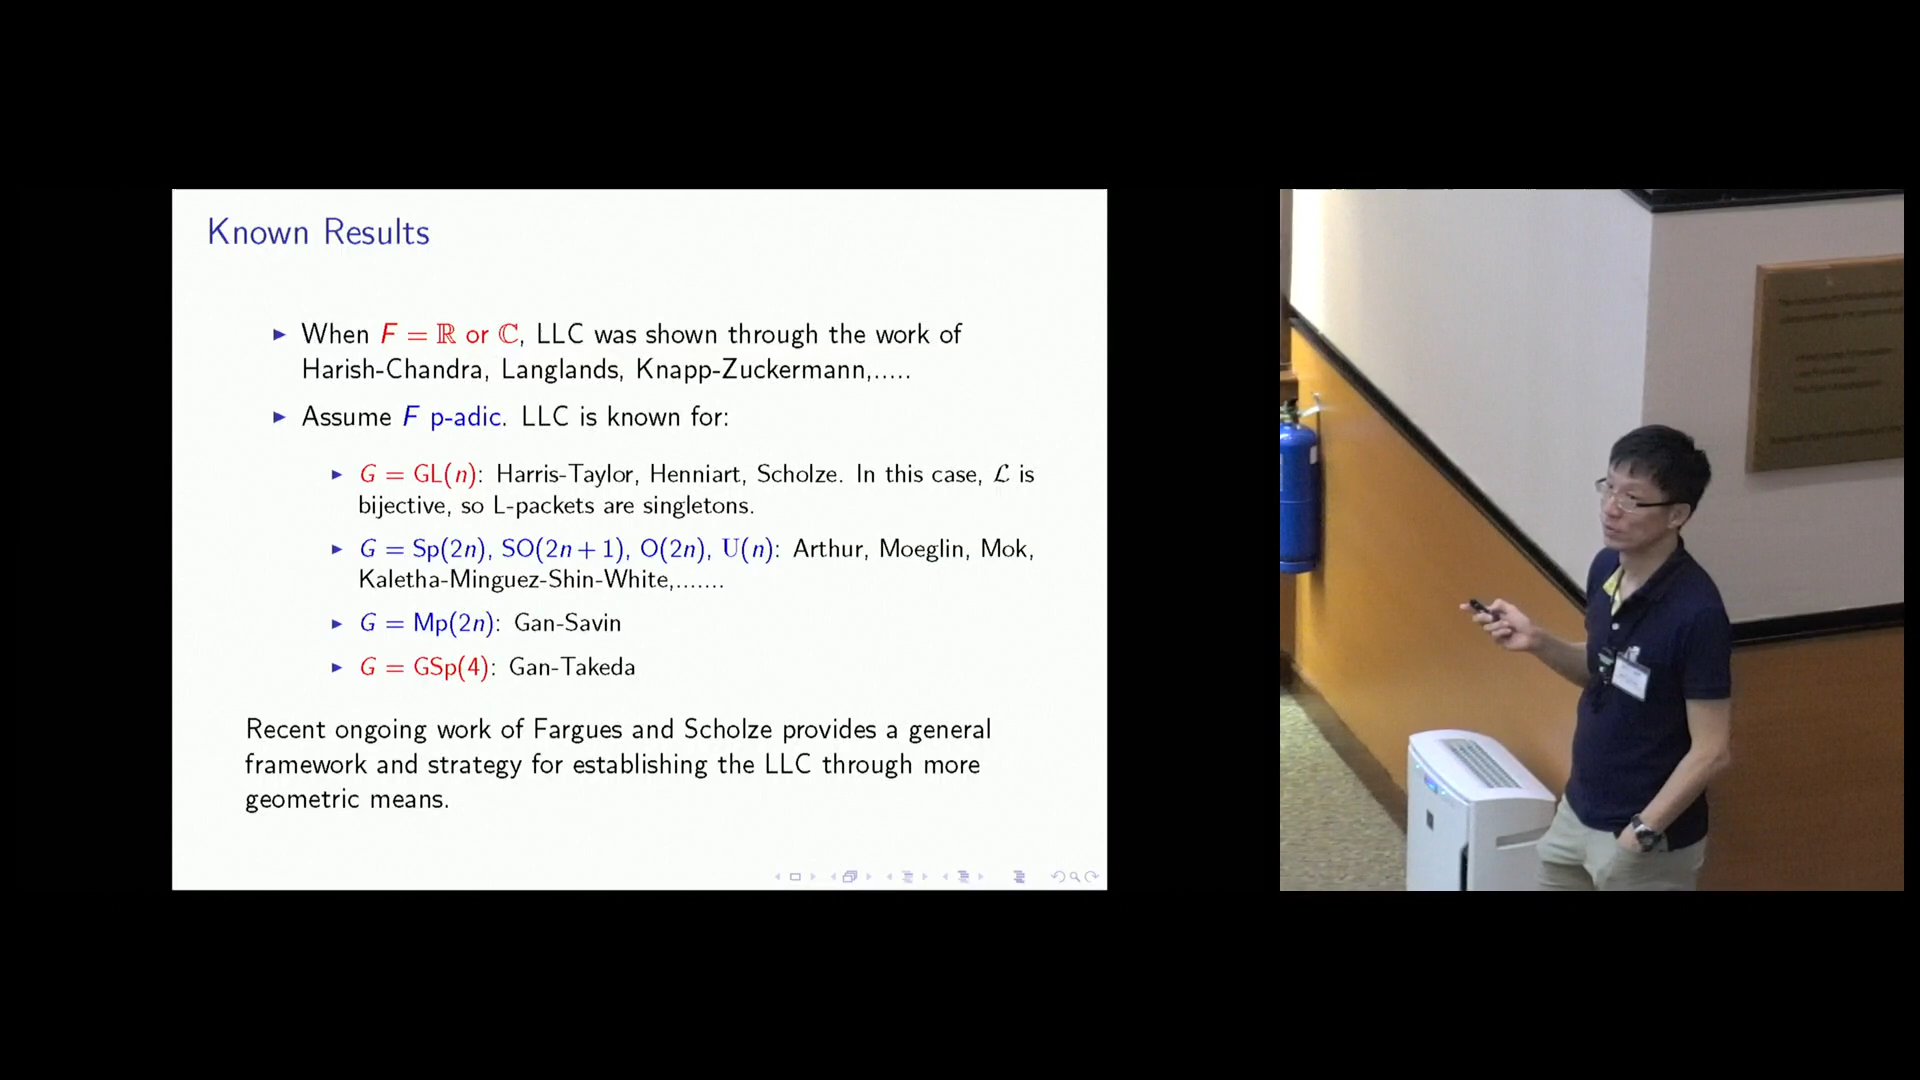 Known Results
▶ When F = ℝ or ℂ, LLC was shown through the work of
Harish-Chandra, Langlands, Knapp-Zuckermann,.....
▶ Assume F p-adic. LLC is known for:
▶ G = GL(n): Harris-Taylor, Henniart, Scholze. In this case, ℒ is
bijective, so L-packets are singletons.
▶ G = Sp(2n), SO(2n + 1), O(2n), U(n): Arthur, Moeglin, Mok,
Kaletha-Minguez-Shin-White,.......
▶ G = Mp(2n): Gan-Savin
▶ G = GSp(4): Gan-Takeda
Recent ongoing work of Fargues and Scholze provides a general
framework and strategy for establishing the LLC through more
geometric means.